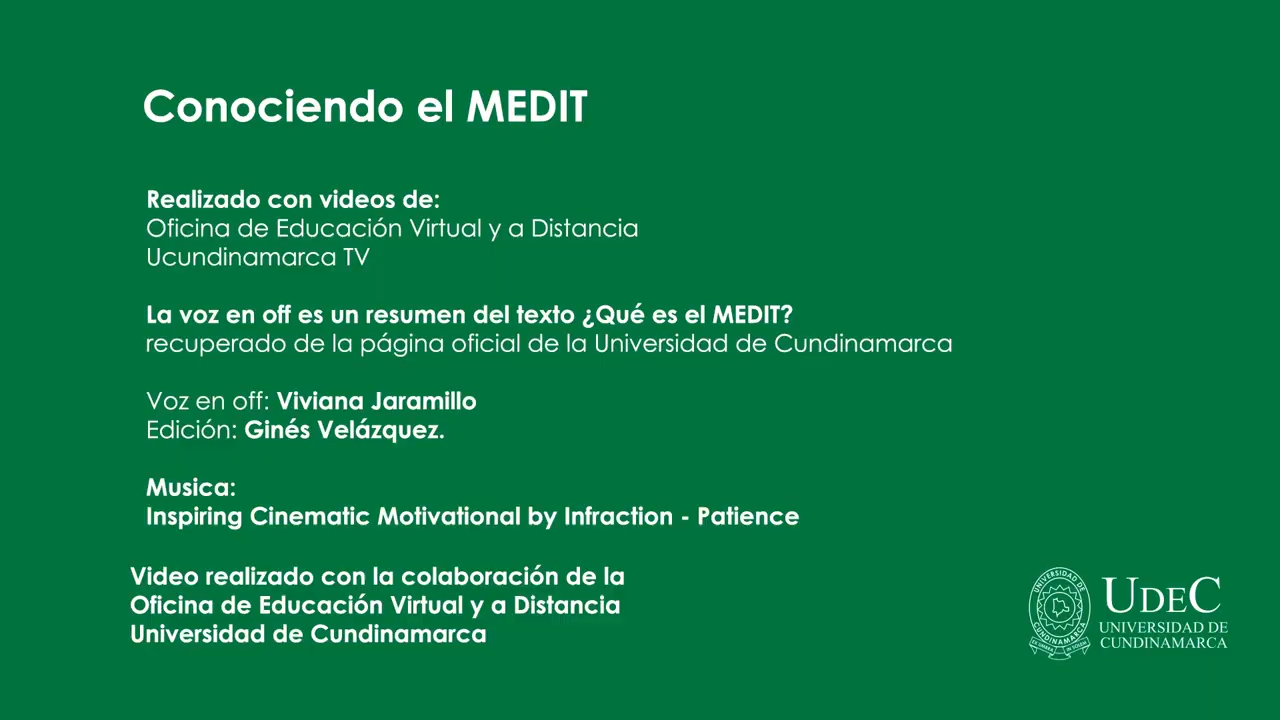 Conociendo el MEDIT
Realizado con videos de:
Oficina de Educación Virtual y a Distancia
Ucundinamarca TV
La voz en off es un resumen del texto ¿Qué es el MEDIT?
recuperado de la página oficial de la Universidad de Cundinamarca
Voz en off: Viviana Jaramillo
Edición: Ginés Velázquez.
Musica:
Inspiring Cinematic Motivational by Infraction - Patience
Video realizado con la colaboración de la
Oficina de Educación Virtual y a Distancia
Universidad de Cundinamarca
UNIVERSIDAD DE
CUNDINAMARCA
UDEC
UNIVERSIDAD DE
CUNDINAMARCA